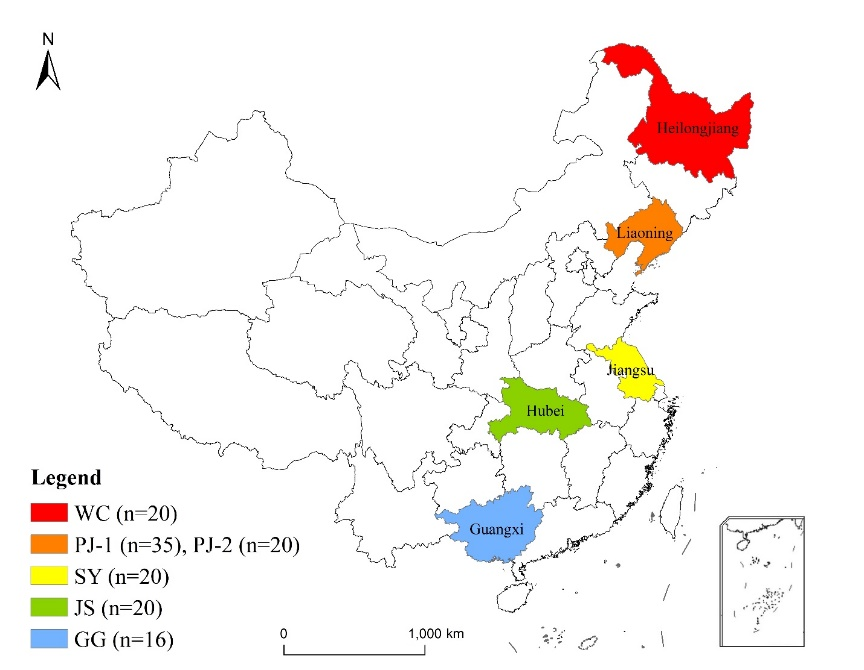 N
Heilongjiang
Liaoning
Jiangsu
Hubei
Guangxi
Legend
WC (n=20)
PJ-1 (n=35), PJ-2 (n=20)
SY (n=20)
JS (n=20)
GG (n=16)
0 1,000 km